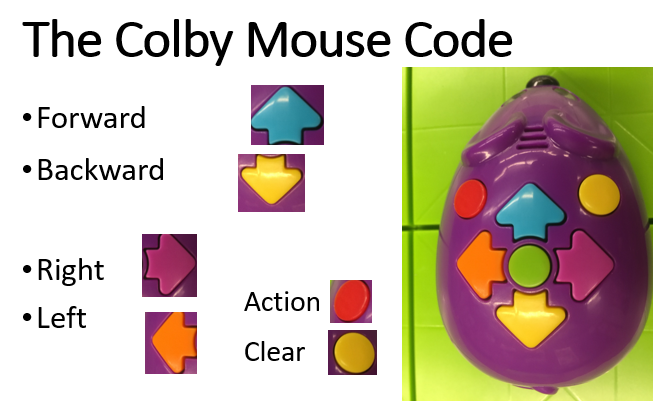 The Colby Mouse Code
• Forward
• Backward
• Right
• Left
Action
Clear